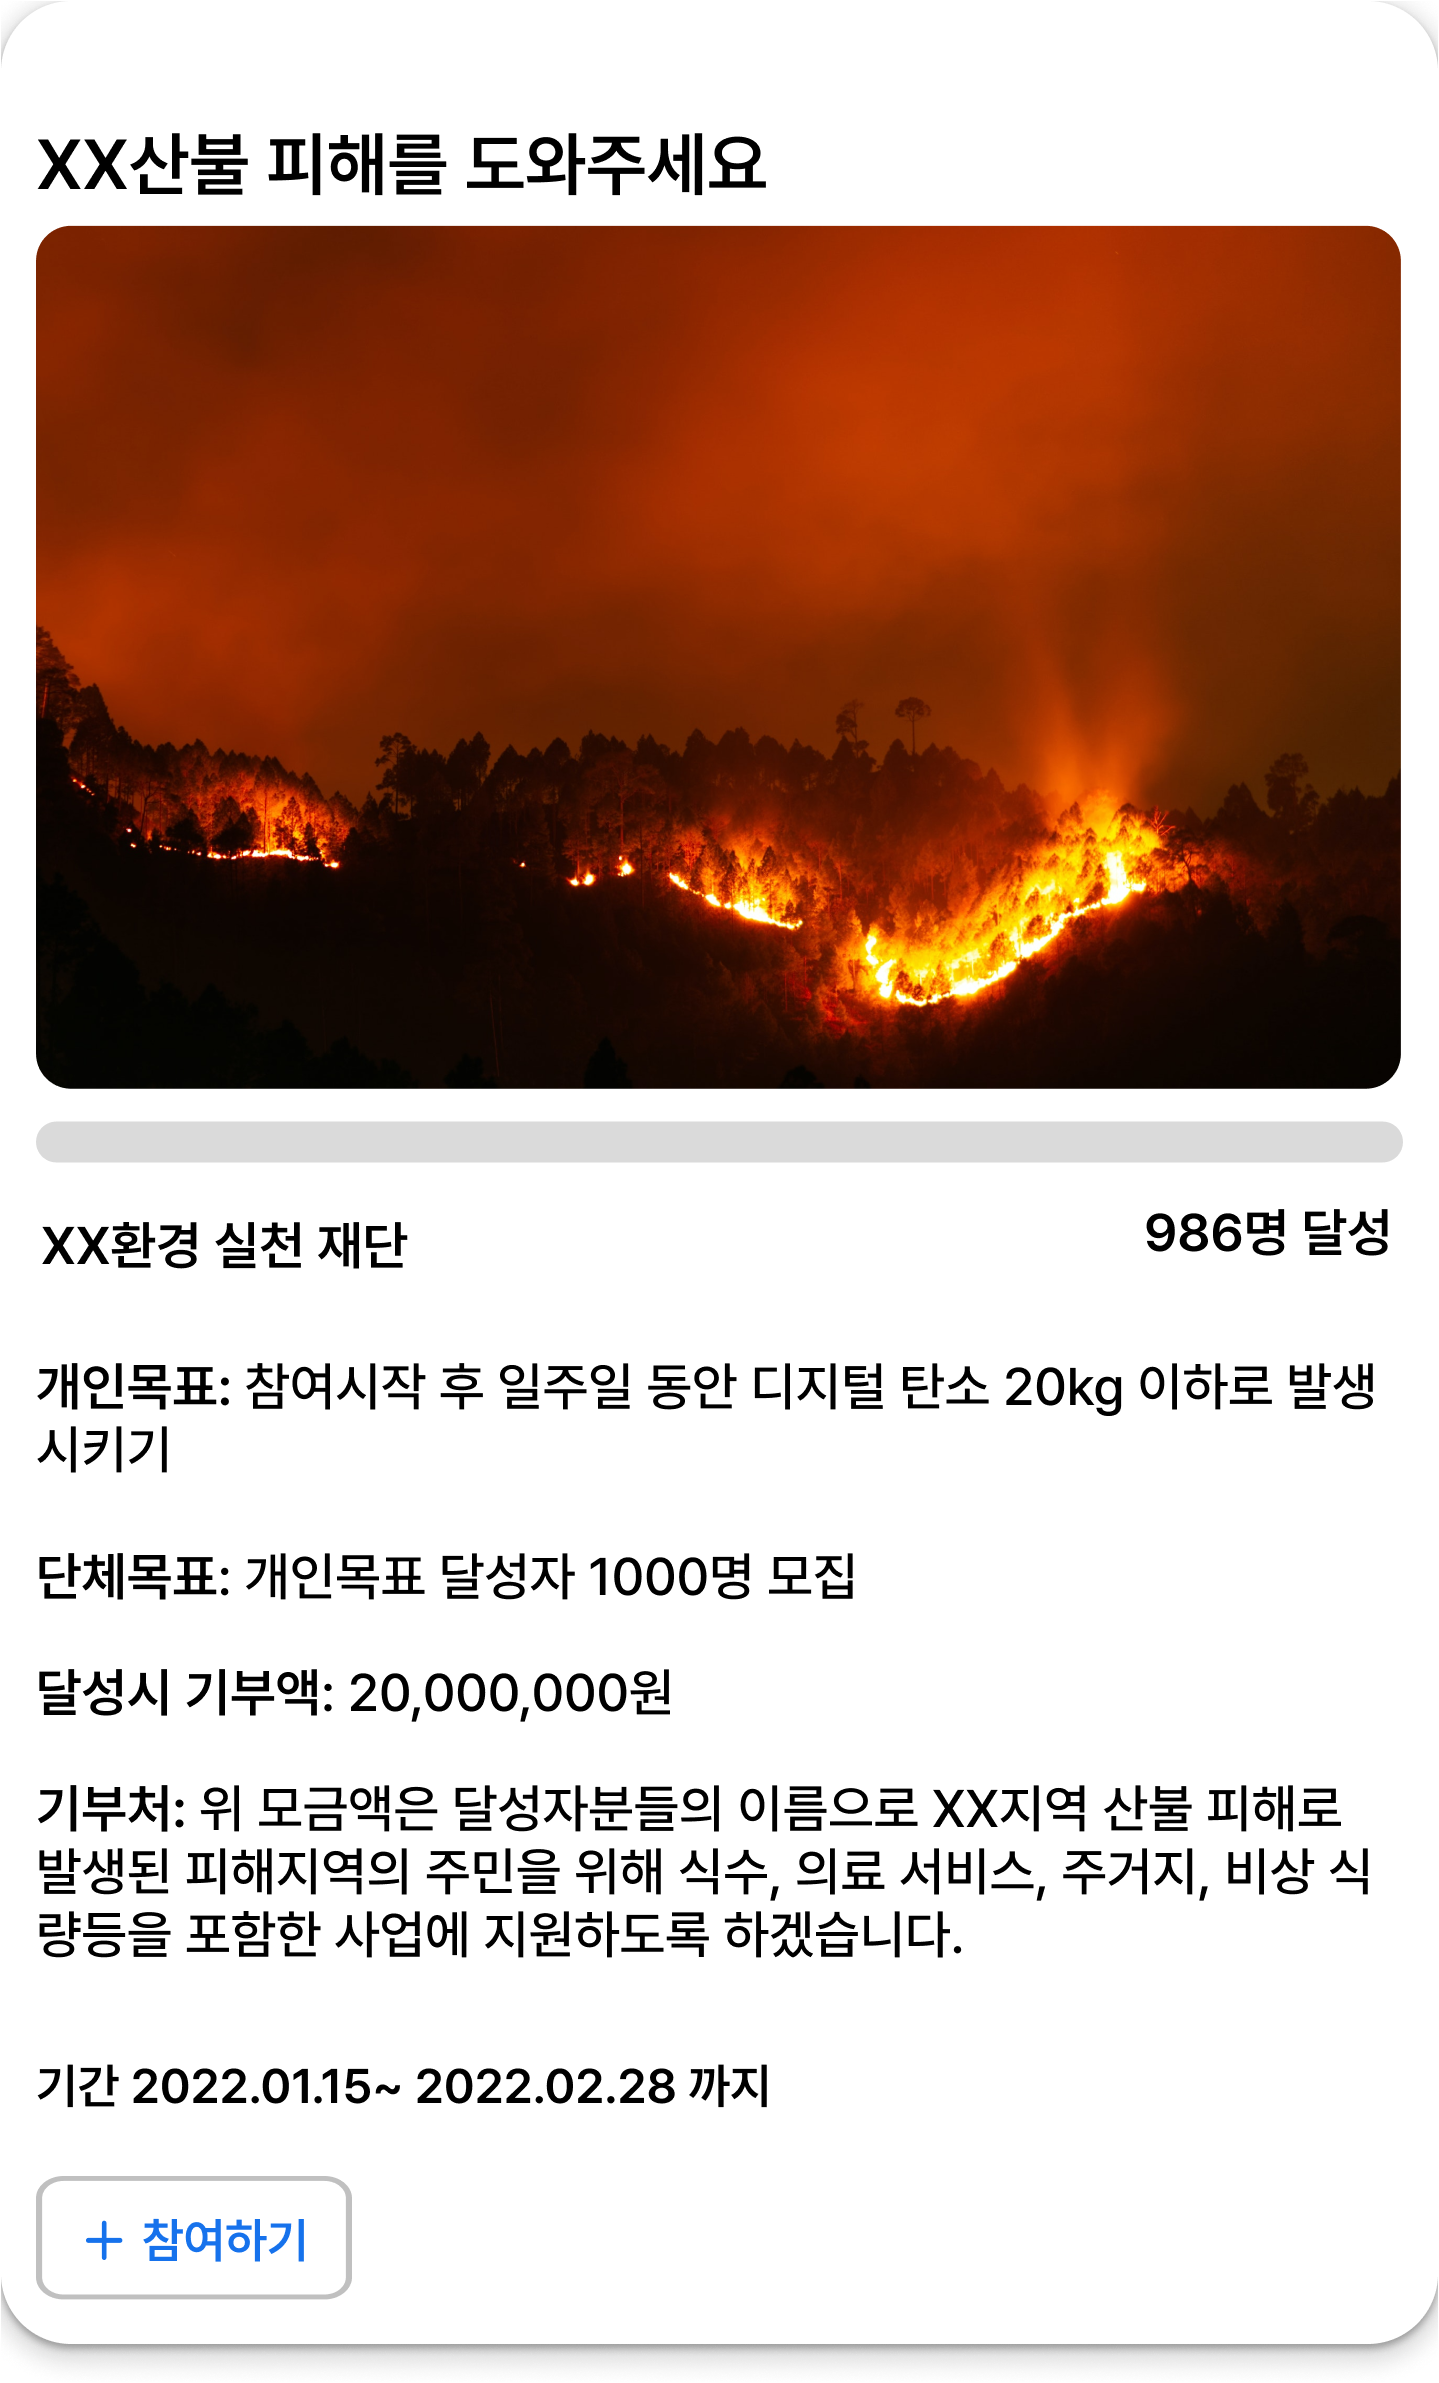 XX산불 피해를 도와주세요
XX환경 실천 재단
986명 달성
개인목표: 참여시작 후 일주일 동안 디지털 탄소 20kg 이하로 발생
시키기
단체목표: 개인목표 달성자 1000명 모집
달성시 기부액: 20,000,000원
기부처: 위 모금액은 달성자분들의 이름으로 XX지역 산불 피해로
발생된 피해지역의 주민을 위해 식수, 의료 서비스, 주거지, 비상 식
량등을 포함한 사업에 지원하도록 하겠습니다.
기간 2022.01.15~ 2022.02.28 까지
+ 참여하기